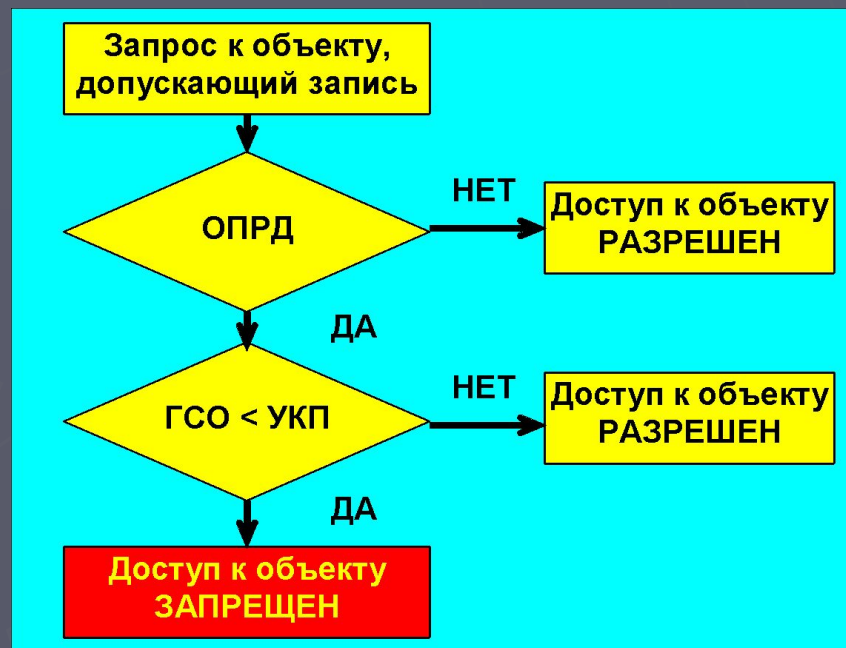 Запрос к объекту,
допускающий запись
ОПРД
НЕТ
Доступ к объекту
РАЗРЕШЕН
ДА
ГСО < УКП
НЕТ
Доступ к объекту
РАЗРЕШЕН
ДА
Доступ к объекту
ЗАПРЕЩЕН